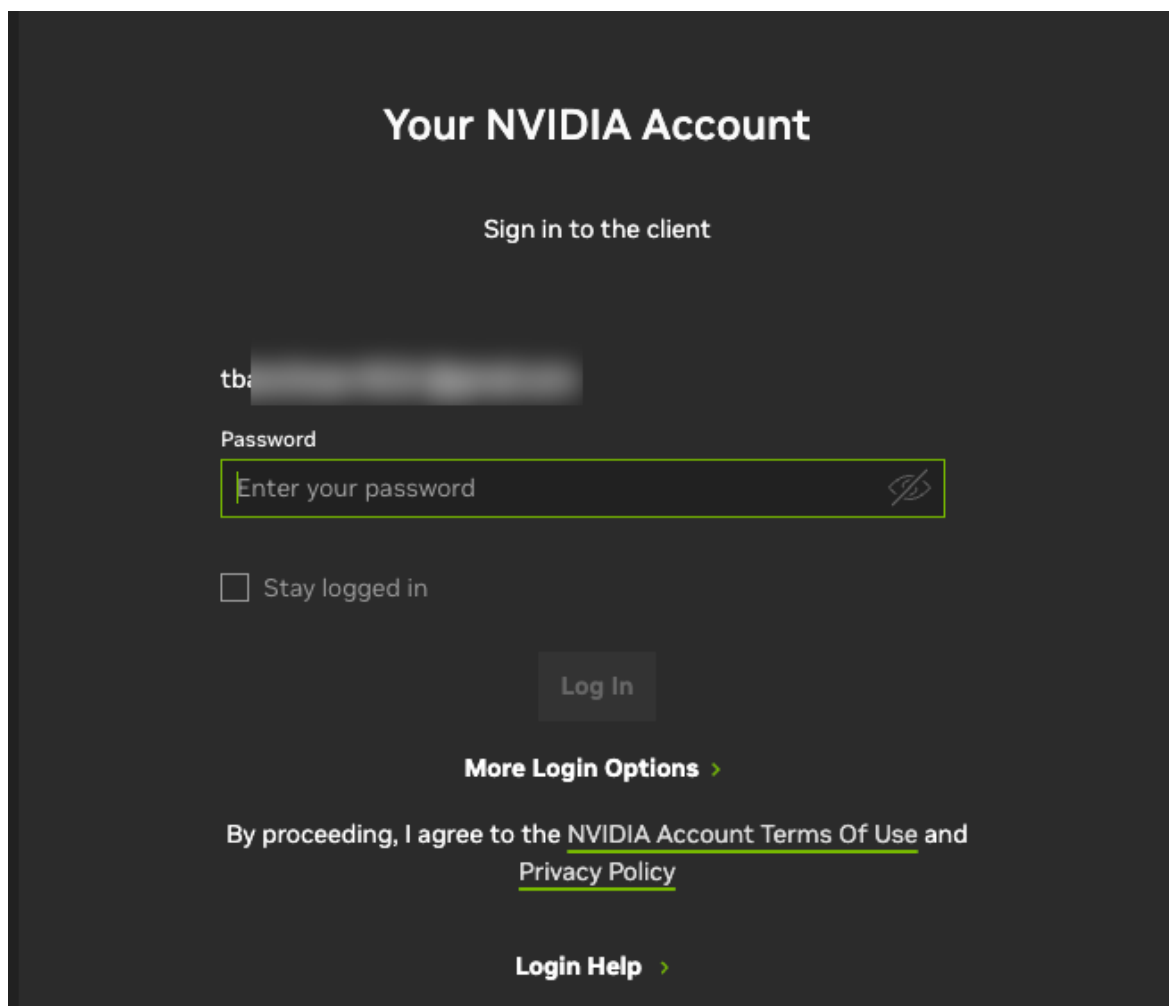 Your NVIDIA Account
Sign in to the client
Password
Enter your password
Stay logged in
Log In
More Login Options >
By proceeding, I agree to the NVIDIA Account Terms Of Use and
Privacy Policy
Login Help >